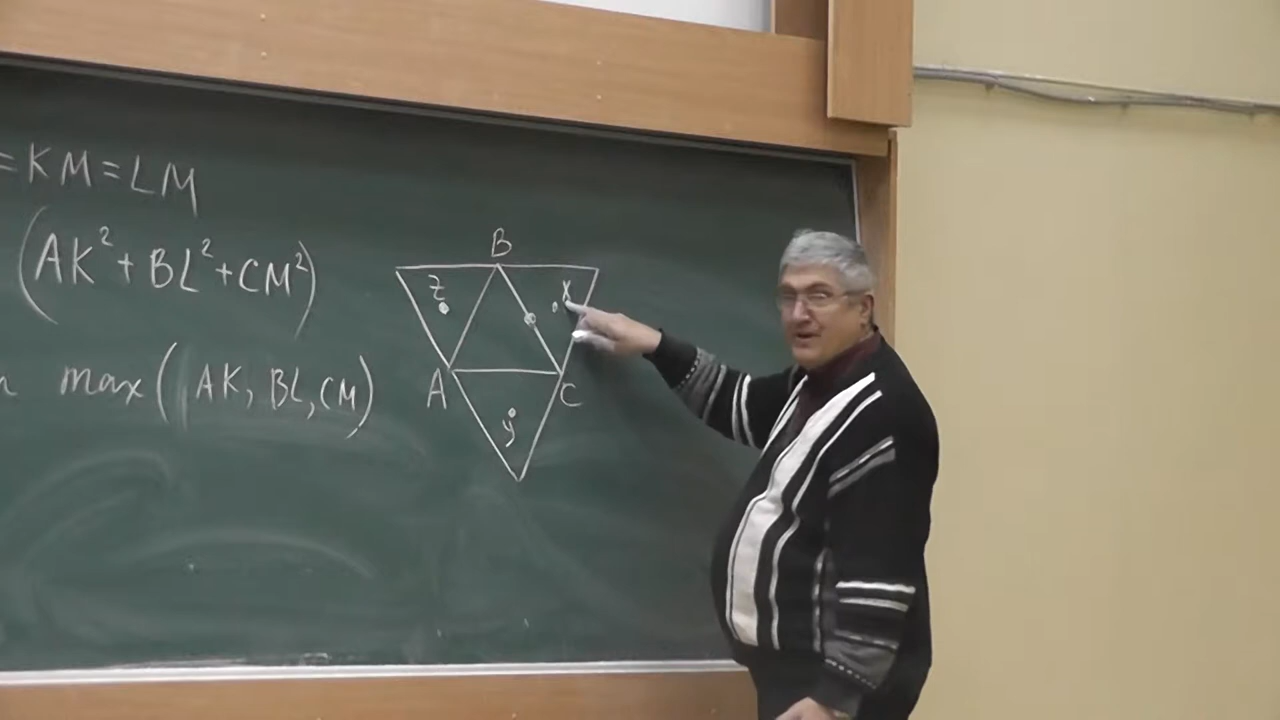 =KM=LM
(AK²+BL²+CM²)
max(AK, BL, CM)
B
z
x
A
C
y